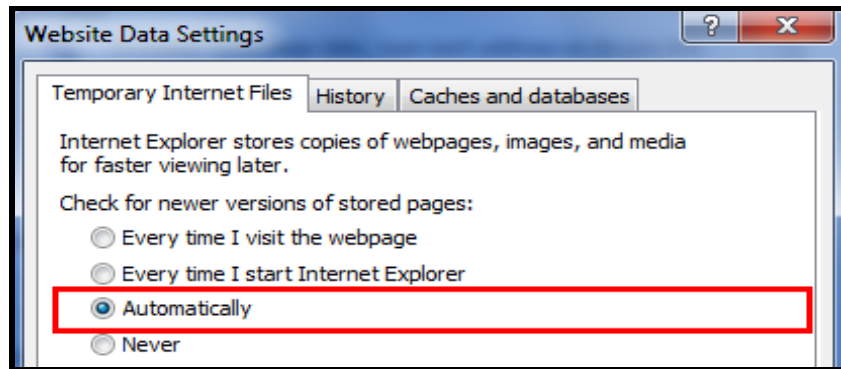 Website Data Settings
Temporary Internet Files History Caches and databases
Internet Explorer stores copies of webpages, images, and media
for faster viewing later.
Check for newer versions of stored pages:
Every time I visit the webpage
Every time I start Internet Explorer
Automatically
Never